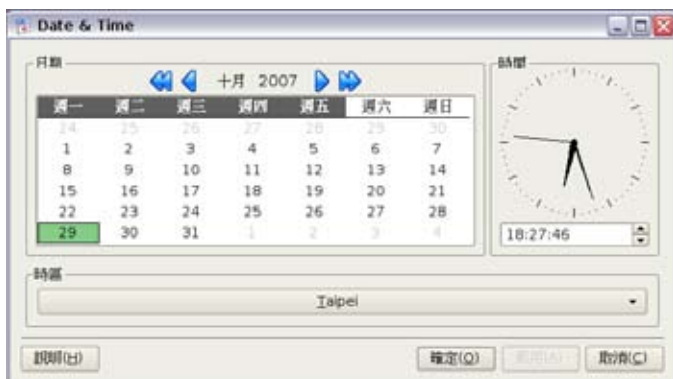 Date & Time
日期
時間
十月 2007
週一 週二 週三 週四 週五 週六 週日
24 25 26 27 28 29 30
1 2 3 4 5 6 7
8 9 10 11 12 13 14
15 16 17 18 19 20 21
22 23 24 25 26 27 28
29 30 31 1 2 3 4
18:27:46
時區
Taipei
說明(H)
確定(O)
取消(C)